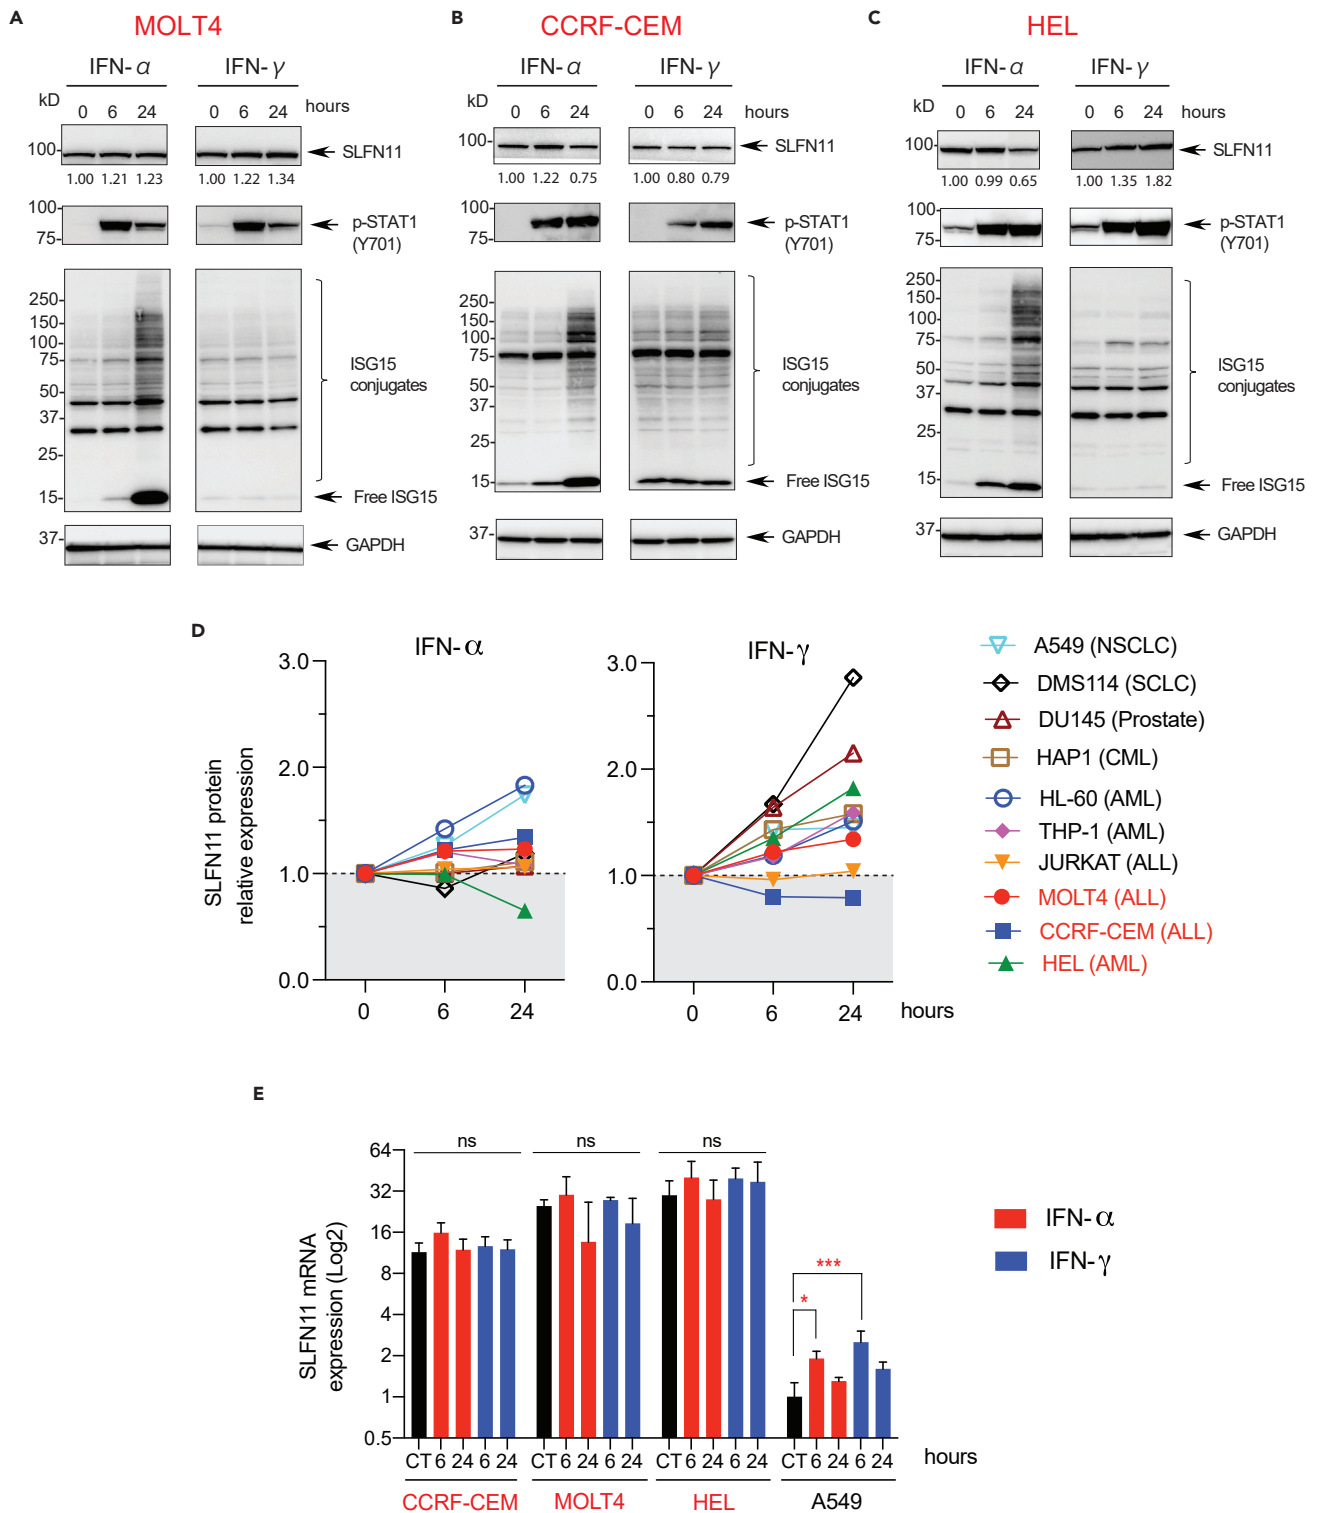 A
MOLT4
IFN-α
IFN-γ
kD
0 6 24
0 6 24
hours
100
SLFN11
1.00 1.21 1.23
1.00 1.22 1.34
100
75
p-STAT1
(Y701)
250
150
100
75
50
37
25
15
ISG15
conjugates
Free ISG15
37
GAPDH
B
CCRF-CEM
IFN-α
IFN-γ
kD
0 6 24
0 6 24
hours
100
SLFN11
1.00 1.22 0.75
1.00 0.80 0.79
100
75
p-STAT1
(Y701)
250
150
100
75
50
37
25
15
ISG15
conjugates
Free ISG15
37
GAPDH
C
HEL
IFN-α
IFN-γ
kD
0 6 24
0 6 24
hours
100
SLFN11
1.00 0.99 0.65
1.00 1.35 1.82
100
75
p-STAT1
(Y701)
250
150
100
75
50
37
25
15
ISG15
conjugates
Free ISG15
37
GAPDH
D
IFN-α
SLFN11 protein
relative expression
3.0
2.0
1.0
0.0
0 6 24
IFN-γ
3.0
2.0
1.0
0.0
0 6 24
hours
A549 (NSCLC)
DMS114 (SCLC)
DU145 (Prostate)
HAP1 (CML)
HL-60 (AML)
THP-1 (AML)
JURKAT (ALL)
MOLT4 (ALL)
CCRF-CEM (ALL)
HEL (AML)
E
SLFN11 mRNA
expression (Log2)
64
32
16
8
4
2
1
0.5
ns
ns
ns
*
***
CT 6 24 6 24
CT 6 24 6 24
CT 6 24 6 24
CT 6 24 6 24
hours
CCRF-CEM
MOLT4
HEL
A549
IFN-α
IFN-γ